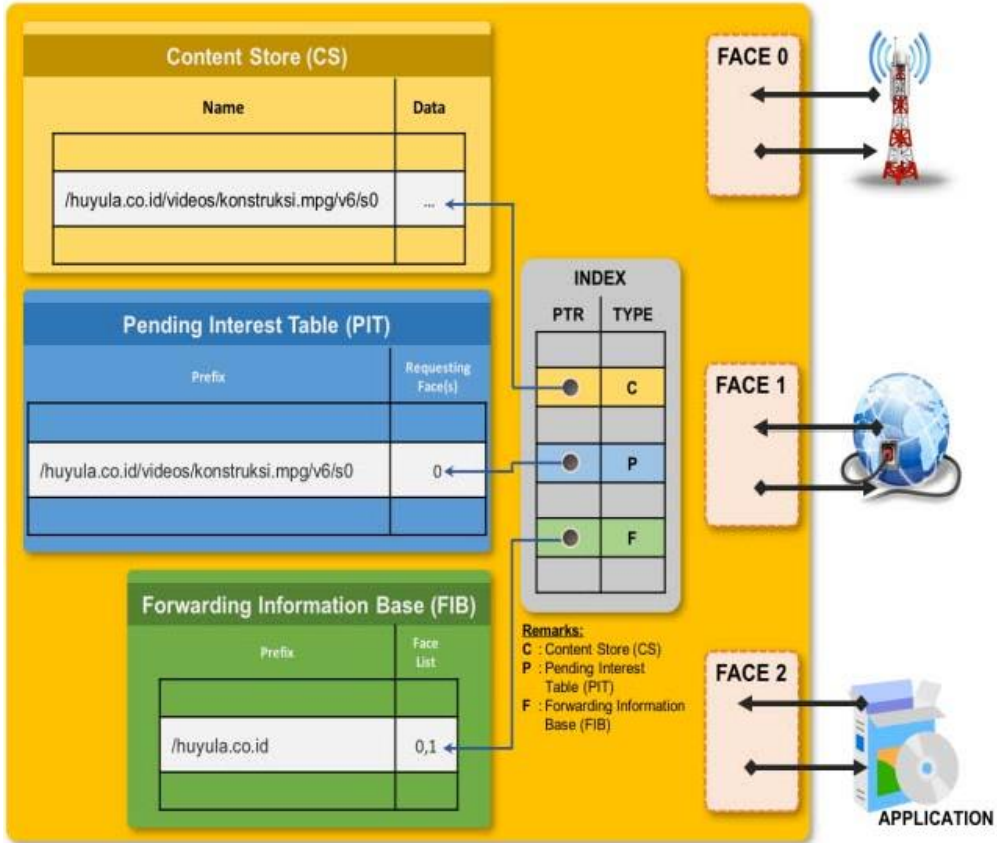 Content Store (CS)
Name Data
/huyula.co.id/videos/konstruksi.mpg/v6/s0 ...
Pending Interest Table (PIT)
Prefix Requesting
Face(s)
/huyula.co.id/videos/konstruksi.mpg/v6/s0 0
Forwarding Information Base (FIB)
Prefix Face
List
/huyula.co.id 0,1
INDEX
PTR TYPE
C
P
F
Remarks:
C : Content Store (CS)
P : Pending Interest
Table (PIT)
F : Forwarding Information
Base (FIB)
FACE 0
FACE 1
FACE 2
APPLICATION